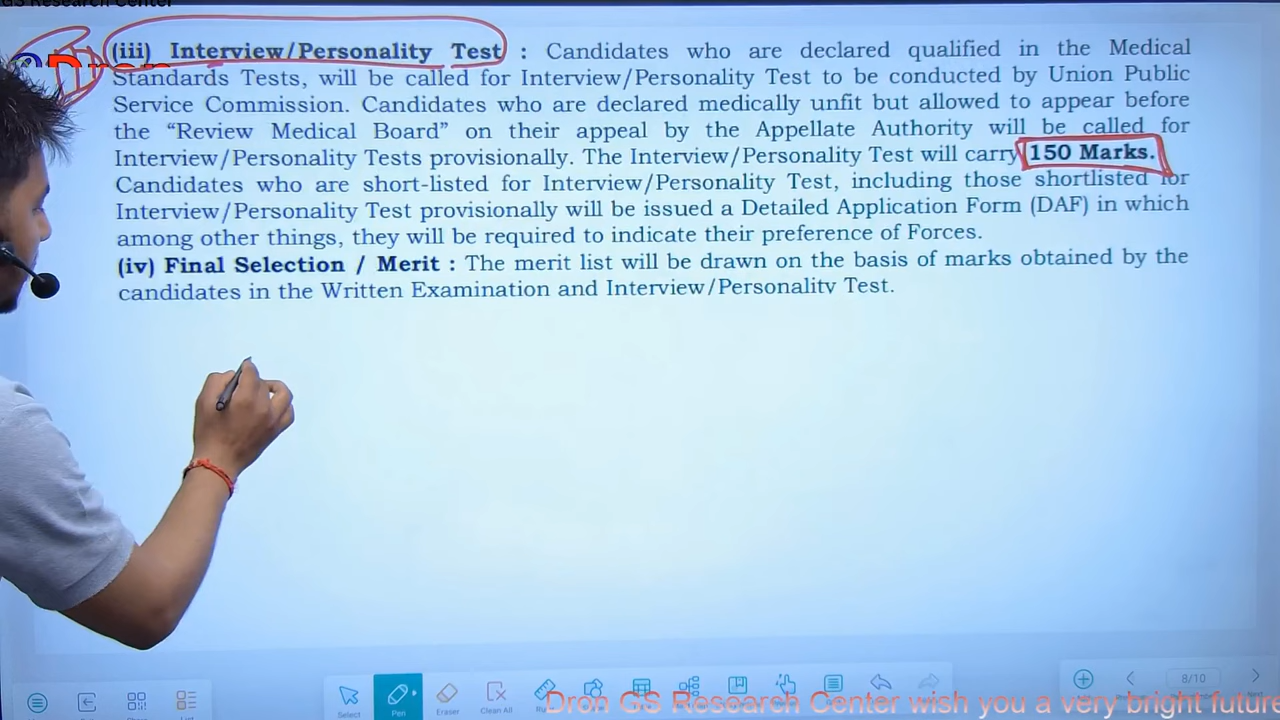 GS Research Center
Dron
(iii) Interview/Personality Test : Candidates who are declared qualified in the Medical
Standards Tests, will be called for Interview/Personality Test to be conducted by Union Public
Service Commission. Candidates who are declared medically unfit but allowed to appear before
the “Review Medical Board” on their appeal by the Appellate Authority will be called for
Interview/Personality Tests provisionally. The Interview/Personality Test will carry 150 Marks.
Candidates who are short-listed for Interview/Personality Test, including those shortlisted for
Interview/Personality Test provisionally will be issued a Detailed Application Form (DAF) in which
among other things, they will be required to indicate their preference of Forces.
(iv) Final Selection / Merit : The merit list will be drawn on the basis of marks obtained by the
candidates in the Written Examination and Interview/Personality Test.
Select Pen Eraser Clean All
8/10
Dron GS Research Center wish you a very bright future